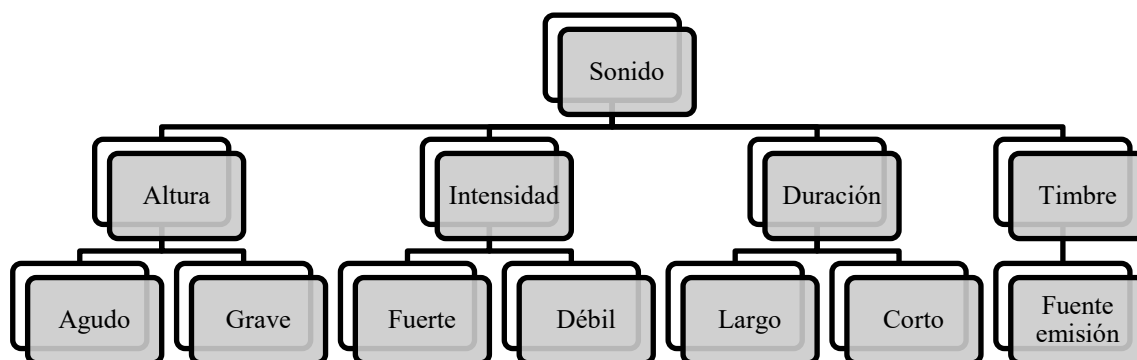 Sonido
Altura
Intensidad
Duración
Timbre
Agudo
Grave
Fuerte
Débil
Largo
Corto
Fuente
emisión